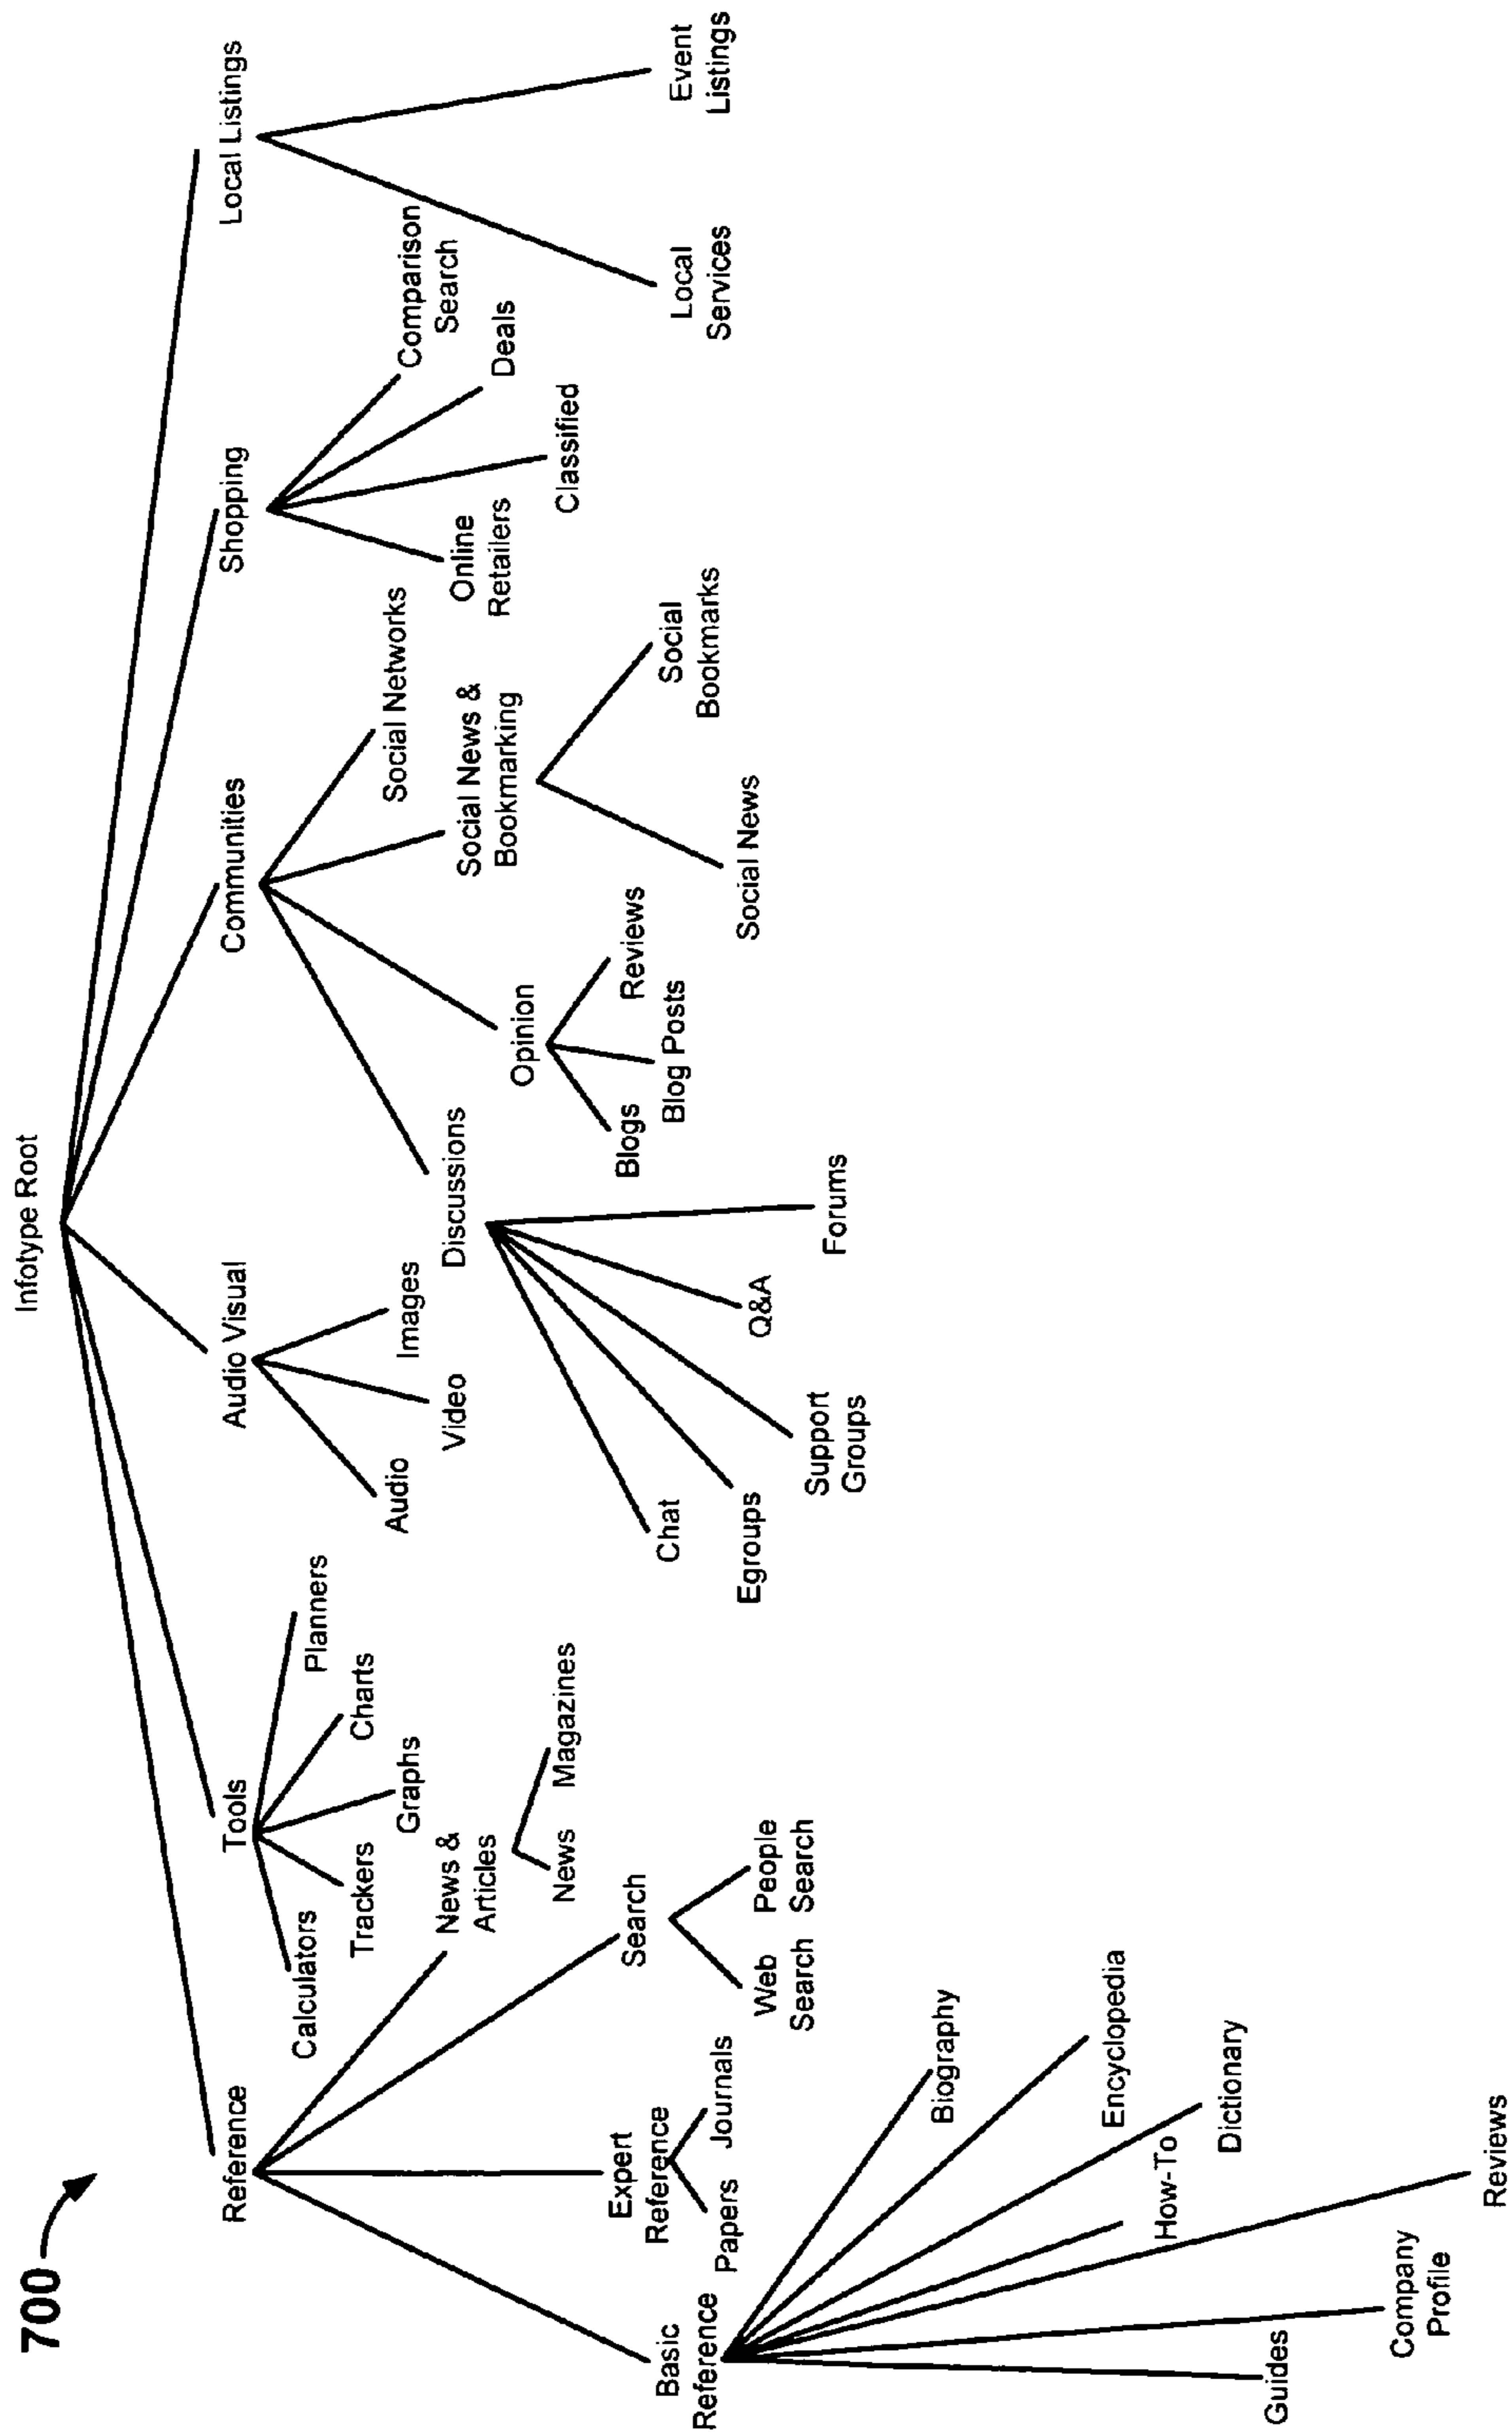 700
Infotype Root
Reference
Tools
Audio Visual
Communities
Shopping
Local Listings
Calculators
Trackers
Graphs
Charts
Planners
Audio
Video
Images
Discussions
Opinion
Social News &
Bookmarking
Social Networks
Online
Retailers
Classified
Deals
Comparison
Search
Local
Services
Event
Listings
News &
Articles
News
Magazines
Search
Web
Search
People
Search
Expert
Reference
Papers
Journals
Basic
Reference
Chat
Egroups
Support
Groups
Q&A
Forums
Blogs
Blog Posts
Reviews
Social News
Social
Bookmarks
Guides
Company
Profile
Reviews
How-To
Dictionary
Encyclopedia
Biography